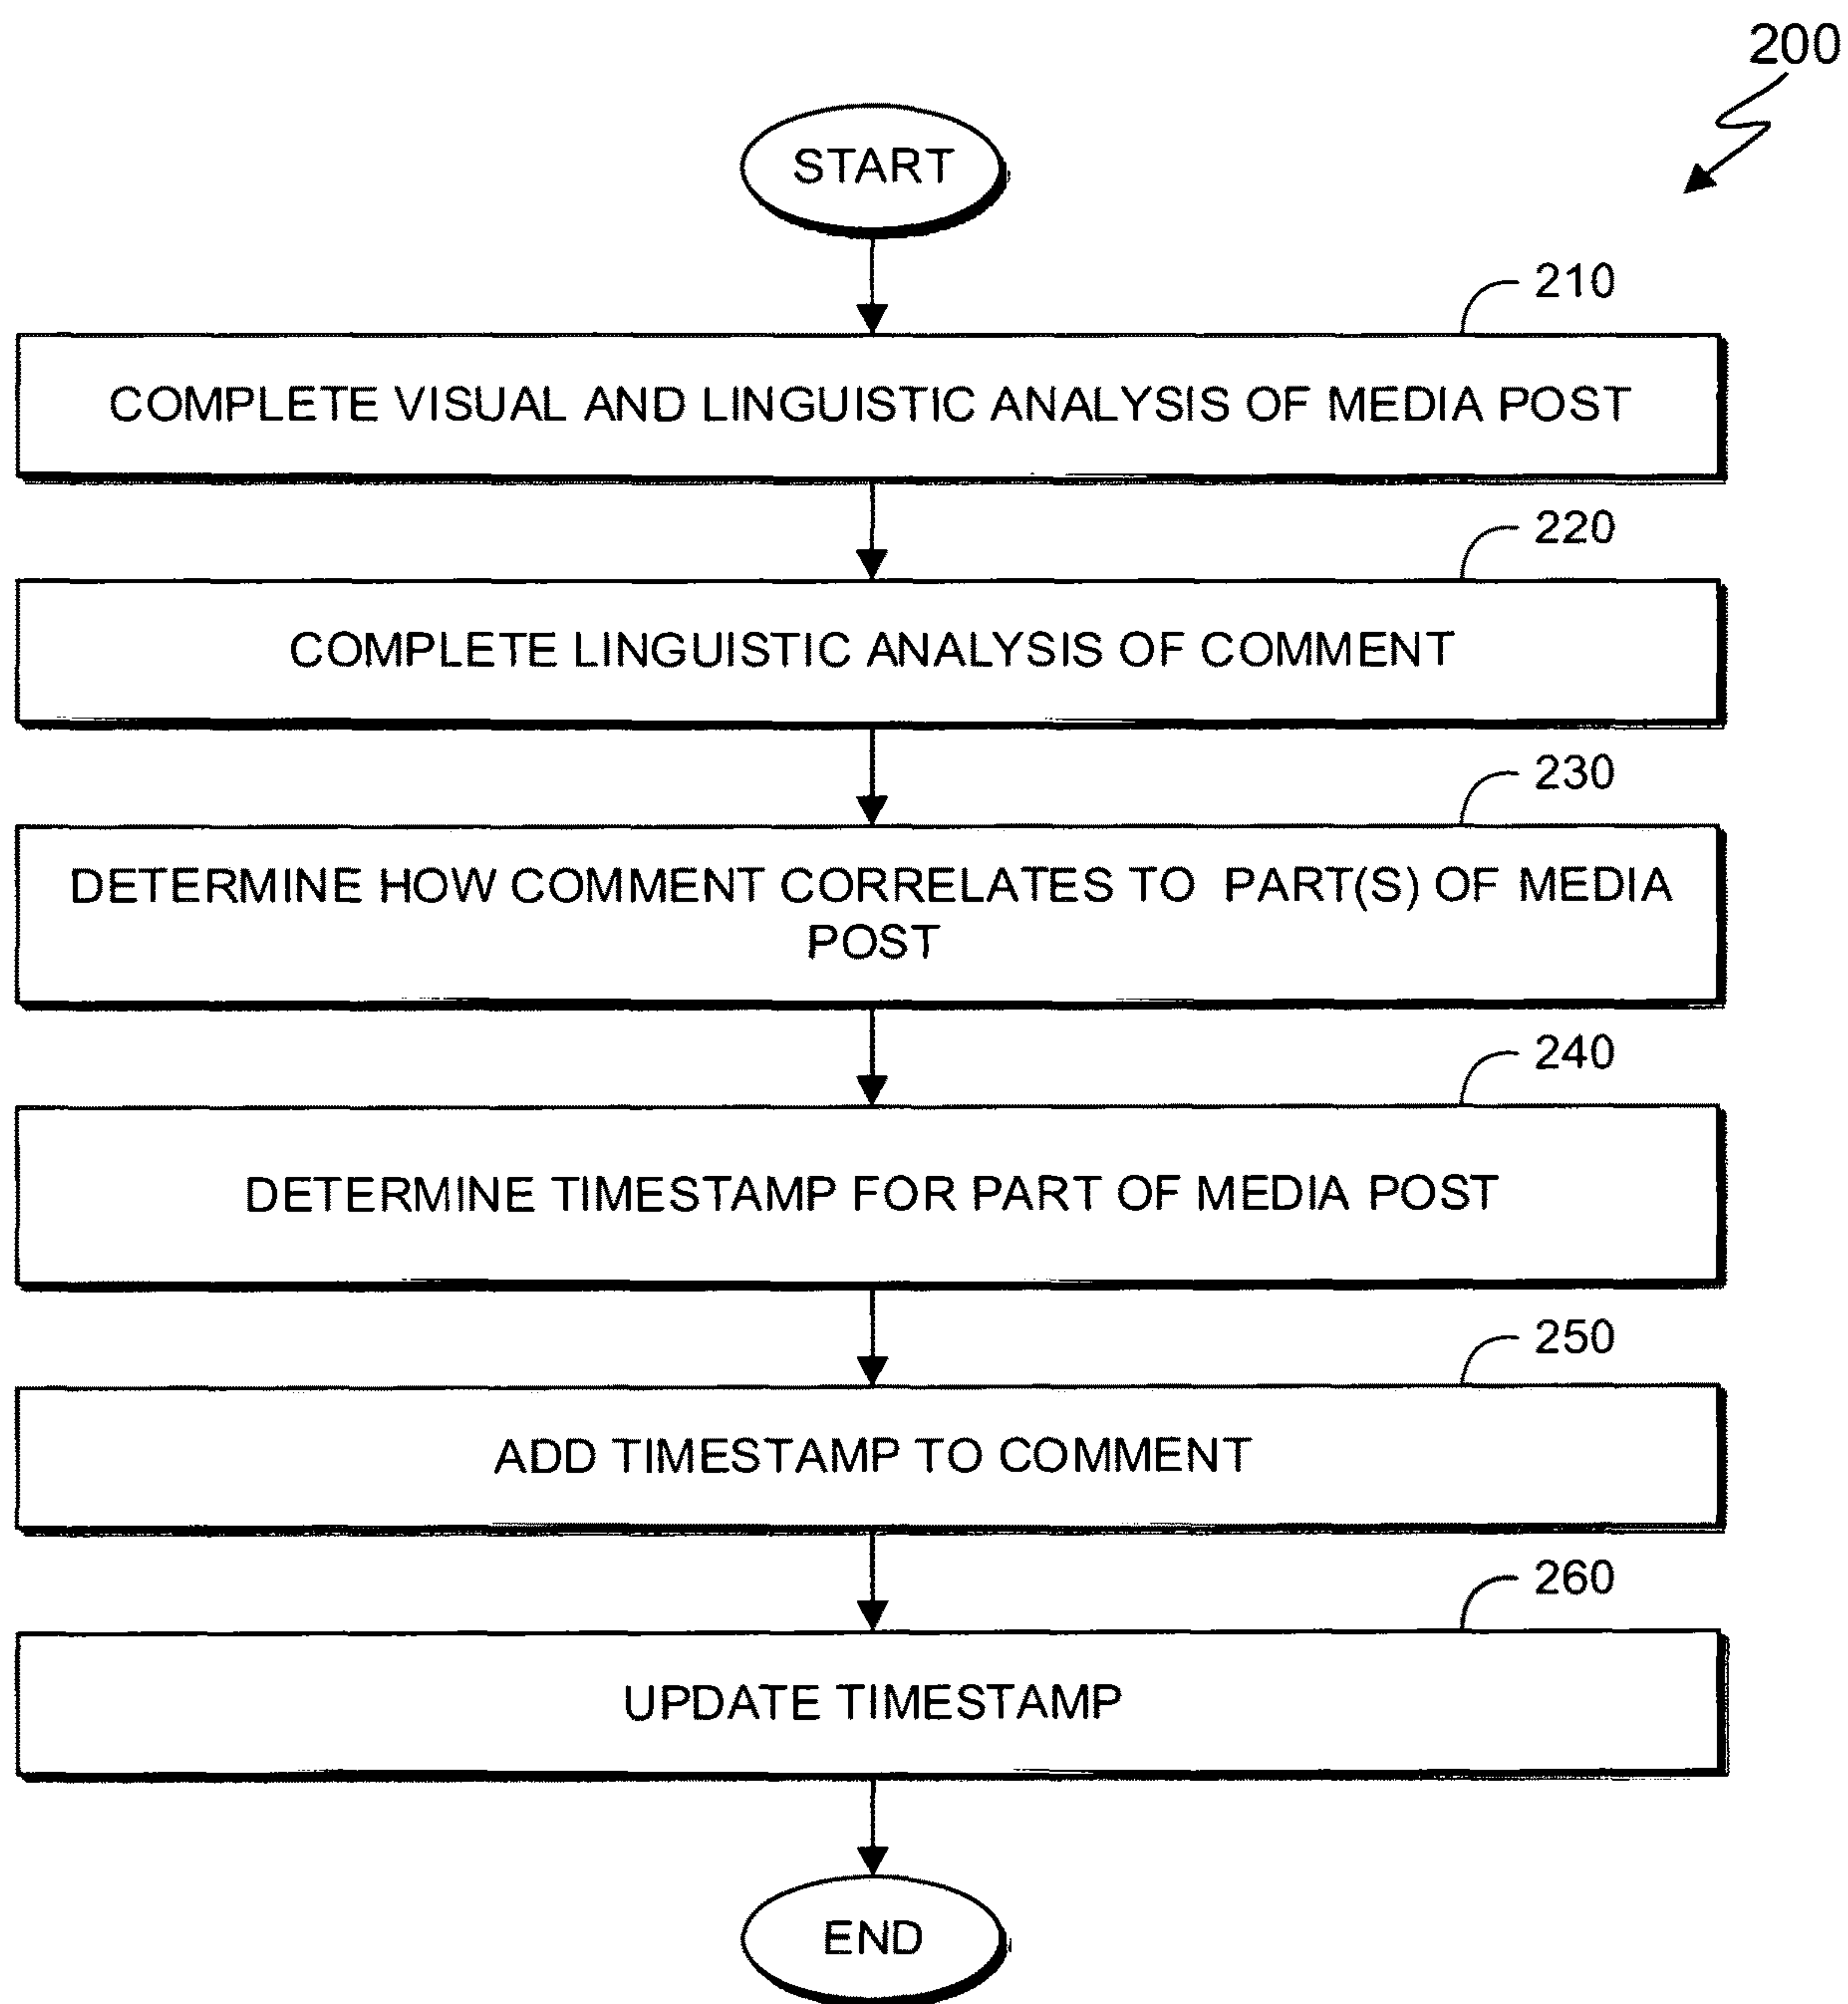 200
START
210
COMPLETE VISUAL AND LINGUISTIC ANALYSIS OF MEDIA POST
220
COMPLETE LINGUISTIC ANALYSIS OF COMMENT
230
DETERMINE HOW COMMENT CORRELATES TO PART(S) OF MEDIA
POST
240
DETERMINE TIMESTAMP FOR PART OF MEDIA POST
250
ADD TIMESTAMP TO COMMENT
260
UPDATE TIMESTAMP
END